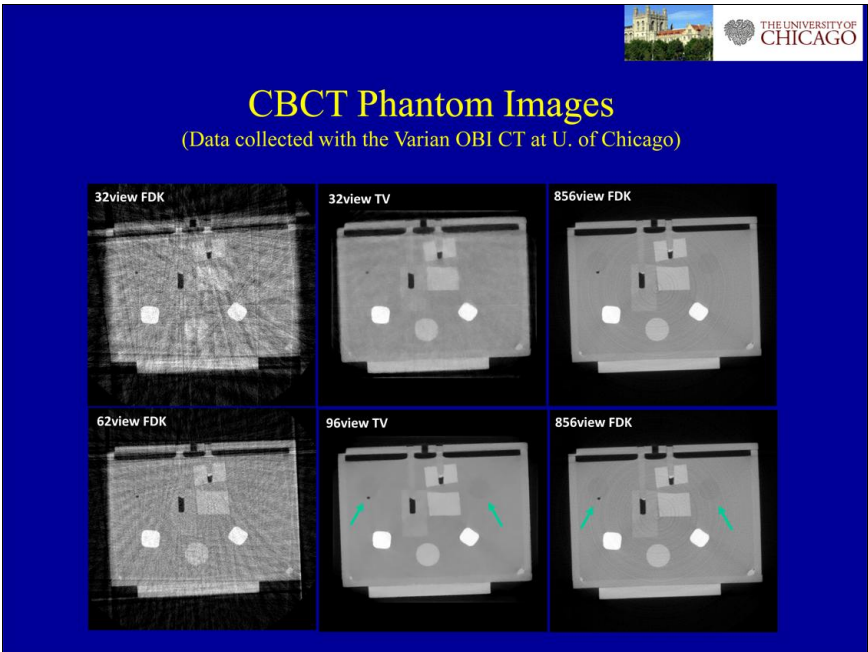 THE UNIVERSITY OF
CHICAGO
CBCT Phantom Images
(Data collected with the Varian OBI CT at U. of Chicago)
32view FDK
32view TV
856view FDK
62view FDK
96view TV
856view FDK